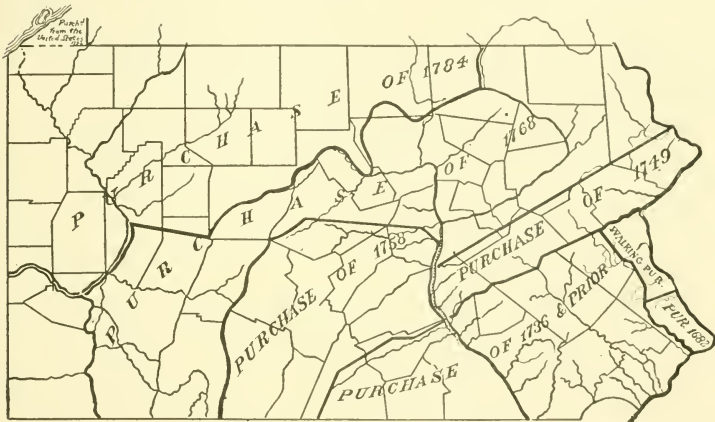 Purch'd
from the
United States
1792
PURCHASE OF 1784
PURCHASE OF 1768
PURCHASE OF 1758
PURCHASE OF 1749
WALKING PUR.
PUR 1682
PURCHASE OF 1736 & PRIOR